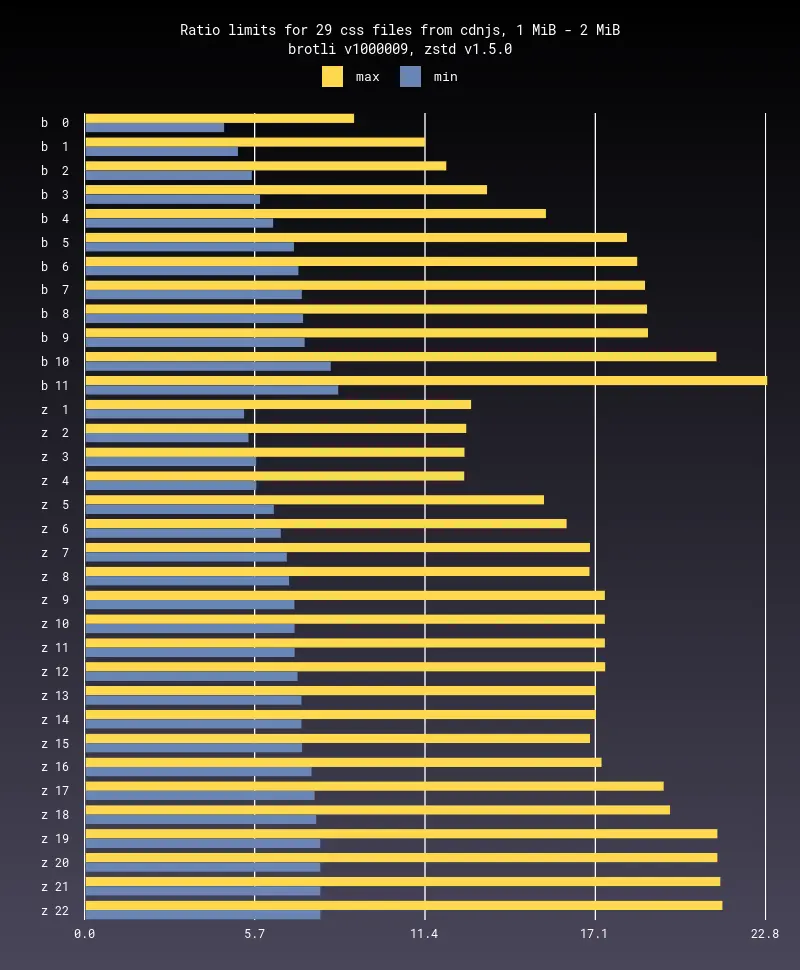 Ratio limits for 29 css files from cdnjs, 1 MiB - 2 MiB
brotli v1000009, zstd v1.5.0
max min
b 0
b 1
b 2
b 3
b 4
b 5
b 6
b 7
b 8
b 9
b 10
b 11
z 1
z 2
z 3
z 4
z 5
z 6
z 7
z 8
z 9
z 10
z 11
z 12
z 13
z 14
z 15
z 16
z 17
z 18
z 19
z 20
z 21
z 22
0.0 5.7 11.4 17.1 22.8